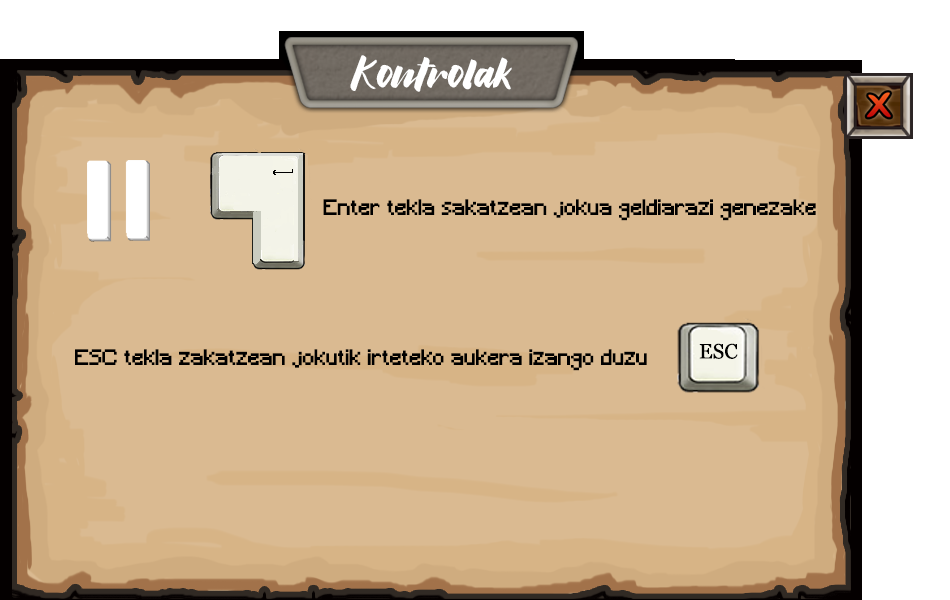 Kontrolak
Enter tekla sakatzean jokua geldiarazi genezake
ESC tekla zakatzean jokutik irteteko aukera izango duzu
ESC